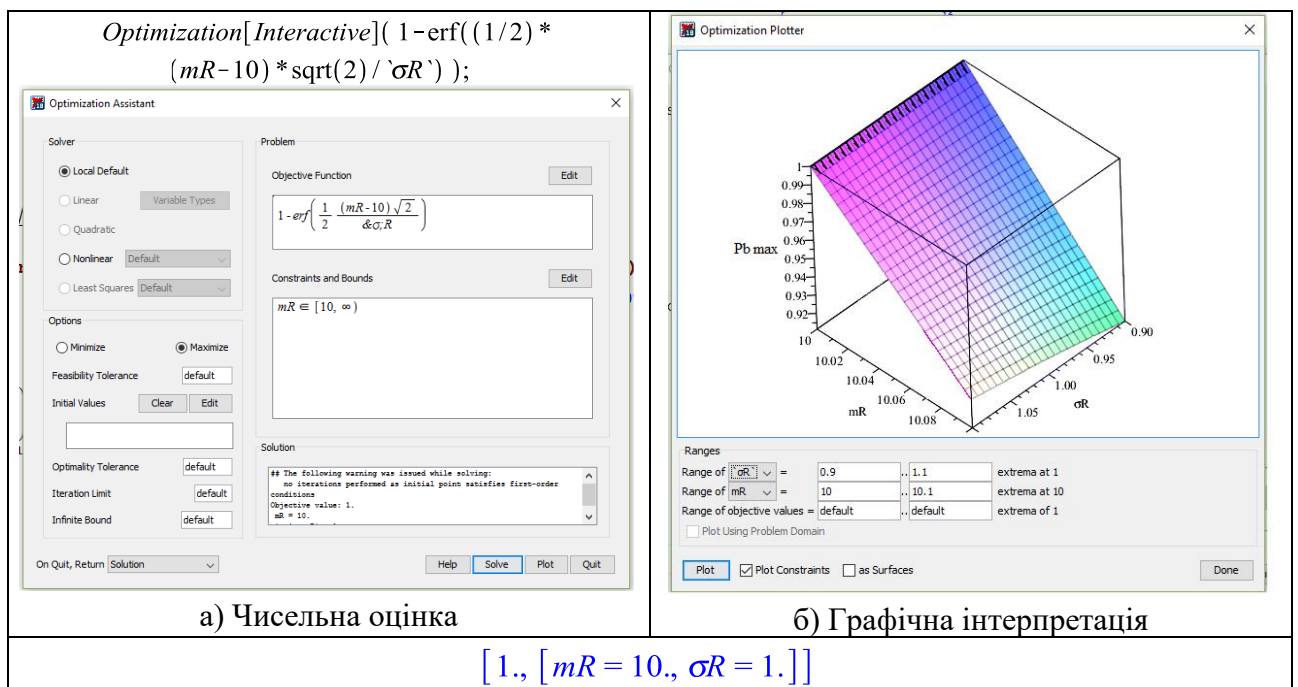 Optimization[Interactive]( 1-erf((1/2)*
(mR-10)*sqrt(2)/`σR`) );
Optimization Assistant
Solver
Local Default
Linear
Variable Types
Quadratic
Nonlinear
Default
Least Squares
Default
Options
Minimize
Maximize
Feasibility Tolerance
default
Initial Values
Clear
Edit
Optimality Tolerance
default
Iteration Limit
default
Infinite Bound
default
On Quit, Return
Solution
Problem
Objective Function
Edit
1 - erf( 1/2 (mR-10)√2 / &σ;R )
Constraints and Bounds
Edit
mR ∈ [10, ∞)
Solution
## The following warning was issued while solving:
no iterations performed as initial point satisfies first-order
conditions
Objective value: 1.
mR = 10.
Help
Solve
Plot
Quit
а) Чисельна оцінка
Optimization Plotter
1
0.99
0.98
0.97
0.96
0.95
0.94
0.93
0.92
Pb max
10
10.02
10.04
10.06
10.08
mR
0.90
0.95
1.00
1.05
σR
Ranges
Range of `σR` = 0.9 .. 1.1 extrema at 1
Range of mR = 10 .. 10.1 extrema at 10
Range of objective values = default .. default extrema of 1
Plot Using Problem Domain
Plot
Plot Constraints
as Surfaces
Done
б) Графічна інтерпретація
[1., [mR = 10., σR = 1.]]